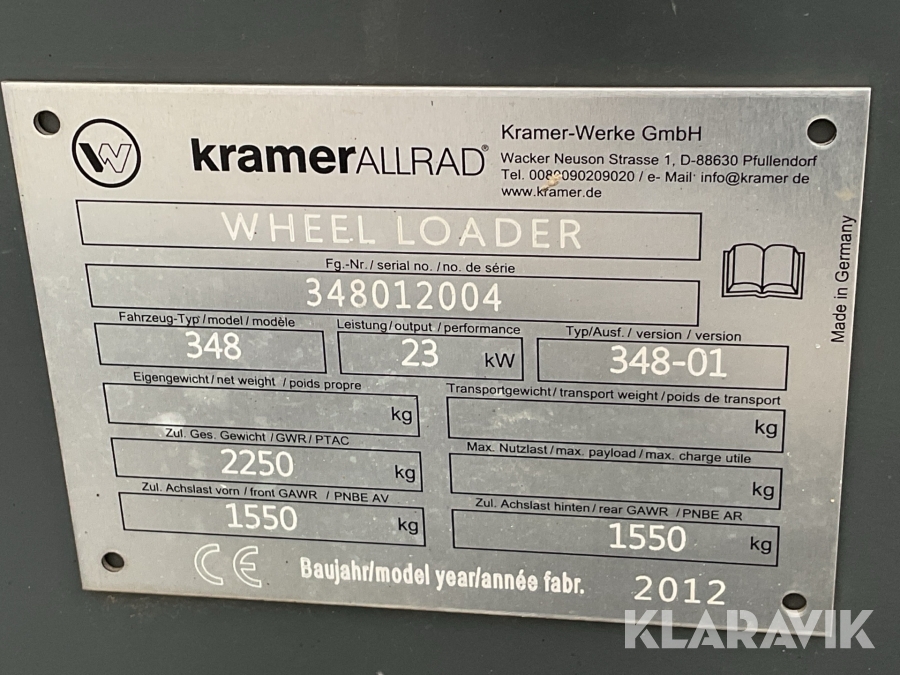 kramerALLRAD®
Kramer-Werke GmbH
Wacker Neuson Strasse 1, D-88630 Pfullendorf
Tel. / e- Mail: info@kramer de
www.kramer.de
WHEEL LOADER
Fg.-Nr. / serial no. / no. de série
348012004
Made in Germany
Fahrzeug-Typ / model / modèle
348
Leistung / output / performance
23 kW
Typ/Ausf. / version / version
348-01
Eigengewicht / net weight / poids propre
kg
Transportgewicht / transport weight / poids de transport
kg
Zul. Ges. Gewicht / GWR / PTAC
2250 kg
Max. Nutzlast / max. payload / max. charge utile
kg
Zul. Achslast vorn / front GAWR / PNBE AV
1550 kg
Zul. Achslast hinten / rear GAWR / PNBE AR
1550 kg
CE
Baujahr/model year/année fabr. 2012
KLARAVIK